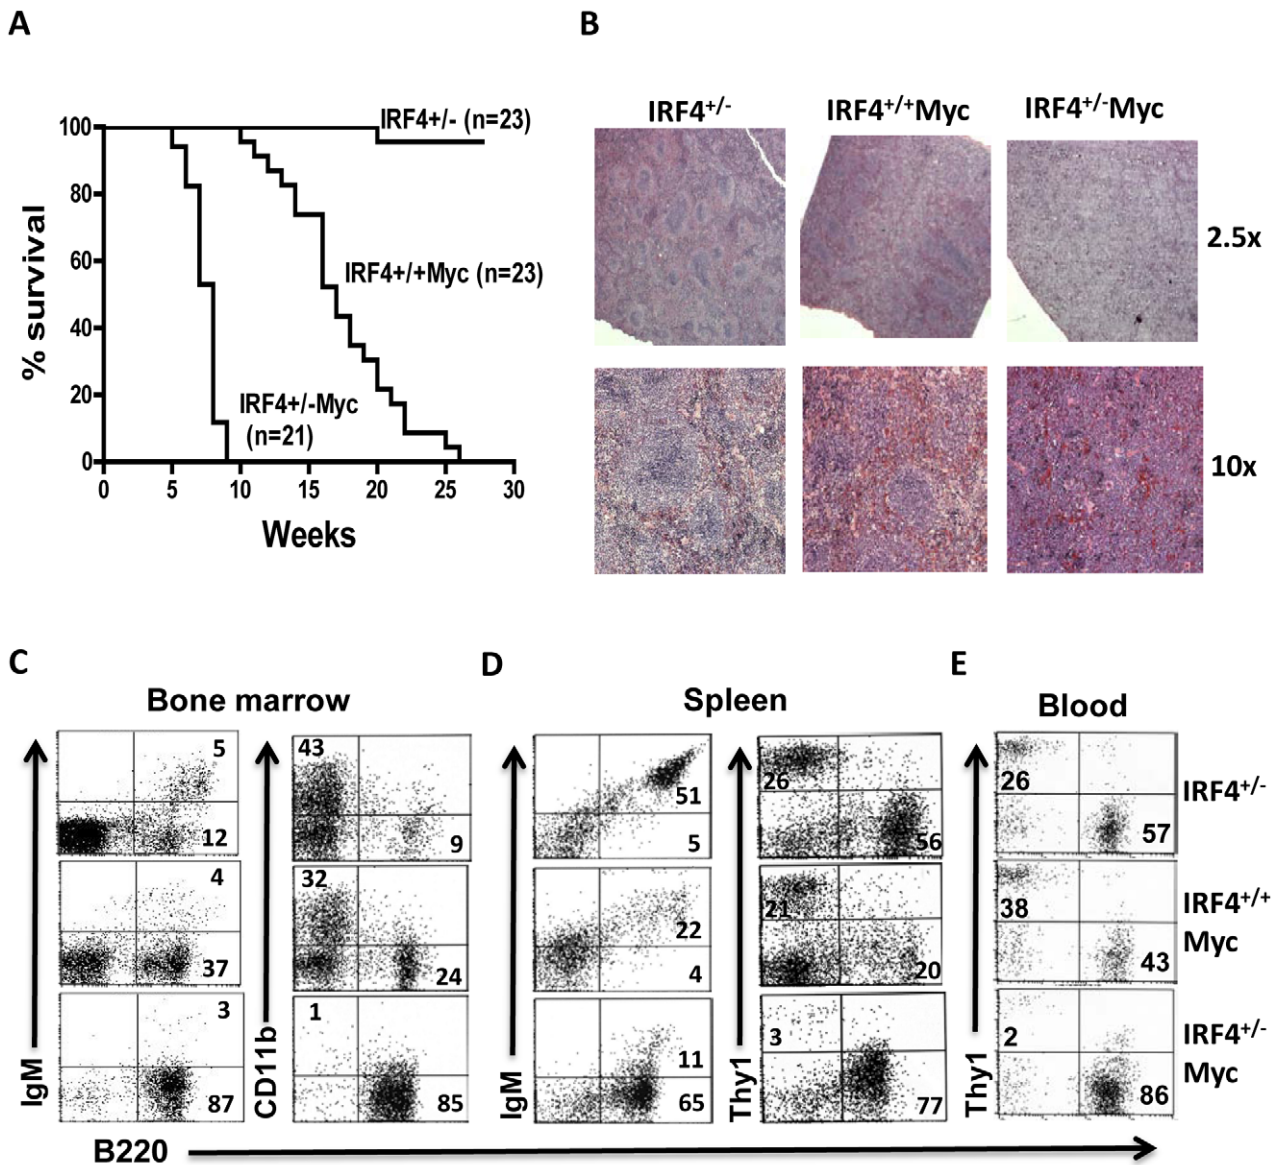 A
B
IRF4+/- (n=23)
IRF4+/+Myc (n=23)
IRF4+/-Myc
(n=21)
% survival
100
80
60
40
20
0
0 5 10 15 20 25 30
Weeks
IRF4+/- IRF4+/+Myc IRF4+/-Myc
2.5x
10x
C
D
E
Bone marrow
Spleen
Blood
5
12
43
9
51
5
26
56
26
57
IRF4+/-
4
37
32
24
22
4
21
20
38
43
IRF4+/+
Myc
3
87
1
85
11
65
3
77
2
86
IRF4+/-
Myc
IgM
CD11b
IgM
Thy1
Thy1
B220